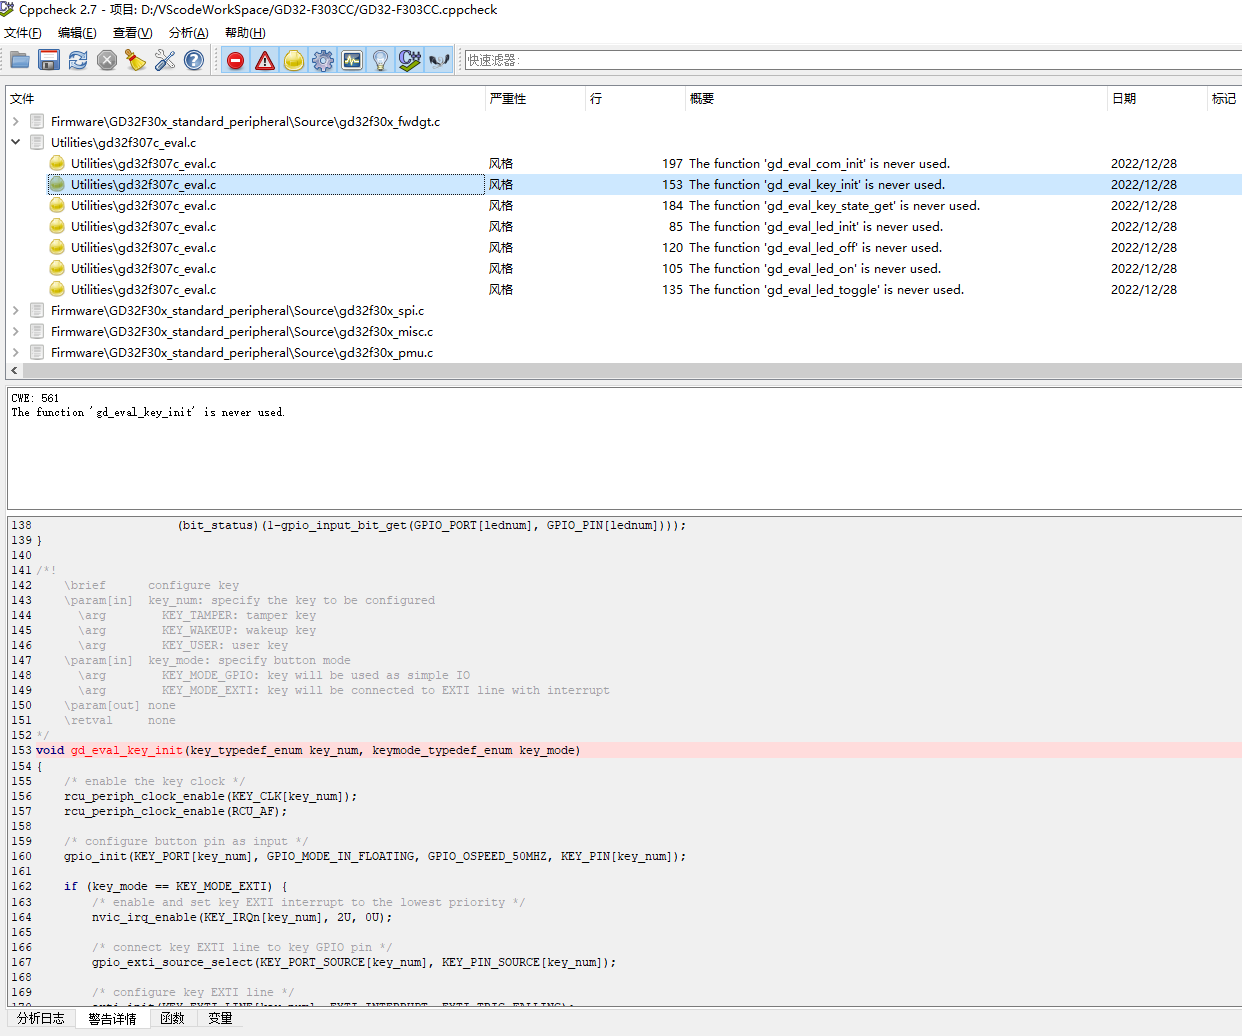 Cppcheck 2.7 - 项目: D:/VScodeWorkSpace/GD32-F303CC/GD32-F303CC.cppcheck
文件(F) 编辑(E) 查看(V) 分析(A) 帮助(H)
快速滤器:
文件 严重性 行 概要 日期 标记
Firmware\GD32F30x_standard_peripheral\Source\gd32f30x_fwdgt.c
Utilities\gd32f307c_eval.c
Utilities\gd32f307c_eval.c 风格 197 The function 'gd_eval_com_init' is never used. 2022/12/28
Utilities\gd32f307c_eval.c 风格 153 The function 'gd_eval_key_init' is never used. 2022/12/28
Utilities\gd32f307c_eval.c 风格 184 The function 'gd_eval_key_state_get' is never used. 2022/12/28
Utilities\gd32f307c_eval.c 风格 85 The function 'gd_eval_led_init' is never used. 2022/12/28
Utilities\gd32f307c_eval.c 风格 120 The function 'gd_eval_led_off' is never used. 2022/12/28
Utilities\gd32f307c_eval.c 风格 105 The function 'gd_eval_led_on' is never used. 2022/12/28
Utilities\gd32f307c_eval.c 风格 135 The function 'gd_eval_led_toggle' is never used. 2022/12/28
Firmware\GD32F30x_standard_peripheral\Source\gd32f30x_spi.c
Firmware\GD32F30x_standard_peripheral\Source\gd32f30x_misc.c
Firmware\GD32F30x_standard_peripheral\Source\gd32f30x_pmu.c
CWE: 561
The function 'gd_eval_key_init' is never used.
138 (bit_status)(1-gpio_input_bit_get(GPIO_PORT[lednum], GPIO_PIN[lednum])));
139 }
140
141 /*!
142 \brief configure key
143 \param[in] key_num: specify the key to be configured
144 \arg KEY_TAMPER: tamper key
145 \arg KEY_WAKEUP: wakeup key
146 \arg KEY_USER: user key
147 \param[in] key_mode: specify button mode
148 \arg KEY_MODE_GPIO: key will be used as simple IO
149 \arg KEY_MODE_EXTI: key will be connected to EXTI line with interrupt
150 \param[out] none
151 \retval none
152 */
153 void gd_eval_key_init(key_typedef_enum key_num, keymode_typedef_enum key_mode)
154 {
155 /* enable the key clock */
156 rcu_periph_clock_enable(KEY_CLK[key_num]);
157 rcu_periph_clock_enable(RCU_AF);
158
159 /* configure button pin as input */
160 gpio_init(KEY_PORT[key_num], GPIO_MODE_IN_FLOATING, GPIO_OSPEED_50MHZ, KEY_PIN[key_num]);
161
162 if (key_mode == KEY_MODE_EXTI) {
163 /* enable and set key EXTI interrupt to the lowest priority */
164 nvic_irq_enable(KEY_IRQn[key_num], 2U, 0U);
165
166 /* connect key EXTI line to key GPIO pin */
167 gpio_exti_source_select(KEY_PORT_SOURCE[key_num], KEY_PIN_SOURCE[key_num]);
168
169 /* configure key EXTI line */
170 exti_init(KEY_EXTI_LINE[key_num], EXTI_INTERRUPT, EXTI_TRIG_FALLING);
分析日志 警告详情 函数 变量